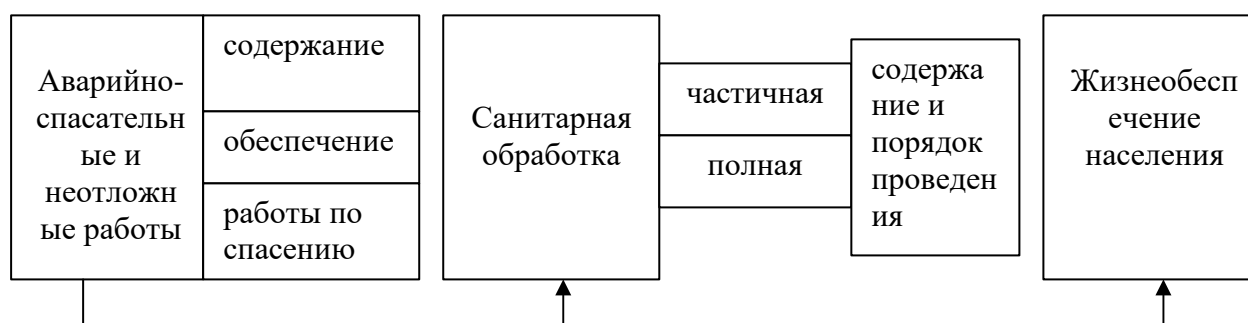 Аварийно-
спасательн
ые и
неотложн
ые работы
содержание
обеспечение
работы по
спасению
Санитарная
обработка
частичная
полная
содержа
ние и
порядок
проведен
ия
Жизнеобесп
ечение
населения